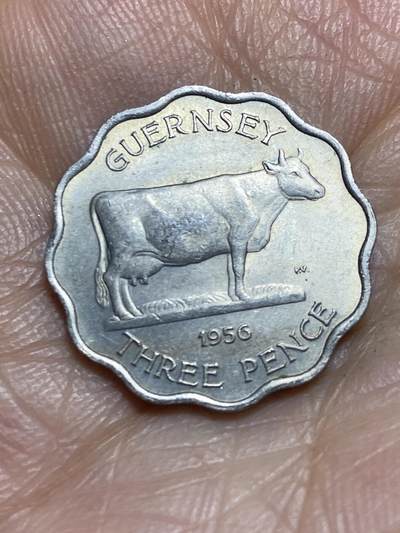 GUERNSEY
K.V.
1956
THREE PENCE